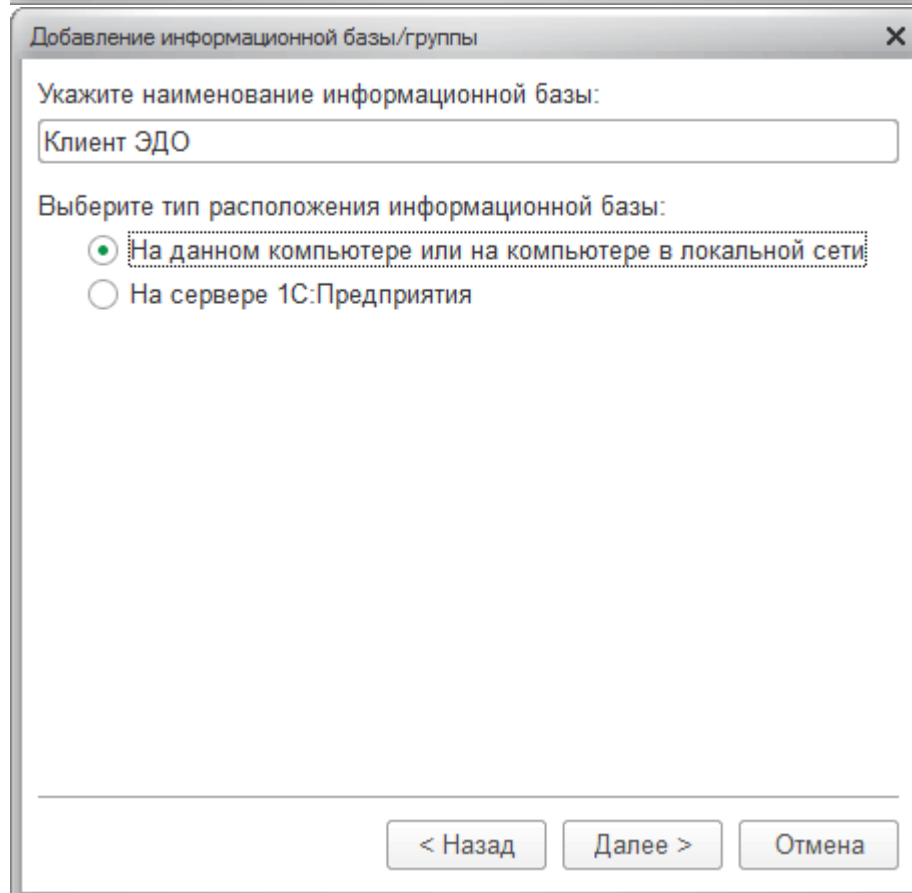 Добавление информационной базы/группы
Укажите наименование информационной базы:
Клиент ЭДО
Выберите тип расположения информационной базы:
На данном компьютере или на компьютере в локальной сети
На сервере 1С:Предприятия
< Назад Далее > Отмена